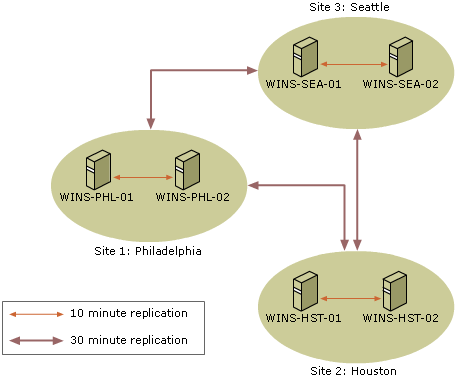 Site 3: Seattle
WINS-SEA-01
WINS-SEA-02
WINS-PHL-01
WINS-PHL-02
Site 1: Philadelphia
WINS-HST-01
WINS-HST-02
Site 2: Houston
10 minute replication
30 minute replication